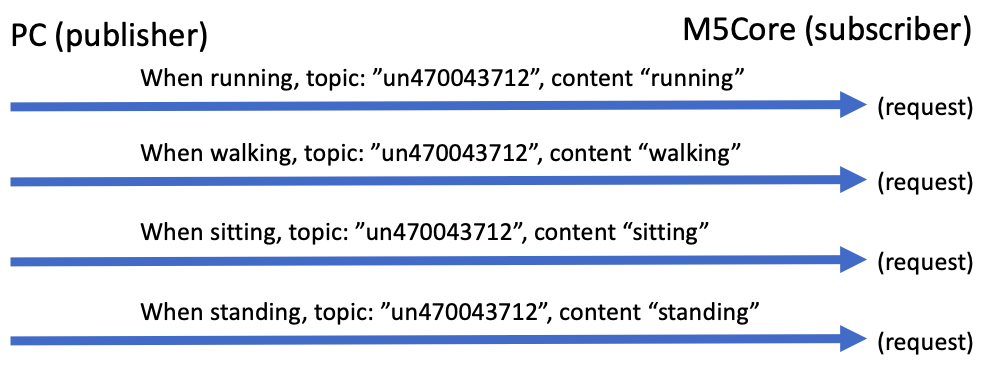 PC (publisher)
M5Core (subscriber)
When running, topic: ”un470043712”, content “running”
(request)
When walking, topic: ”un470043712”, content “walking”
(request)
When sitting, topic: ”un470043712”, content “sitting”
(request)
When standing, topic: ”un470043712”, content “standing”
(request)